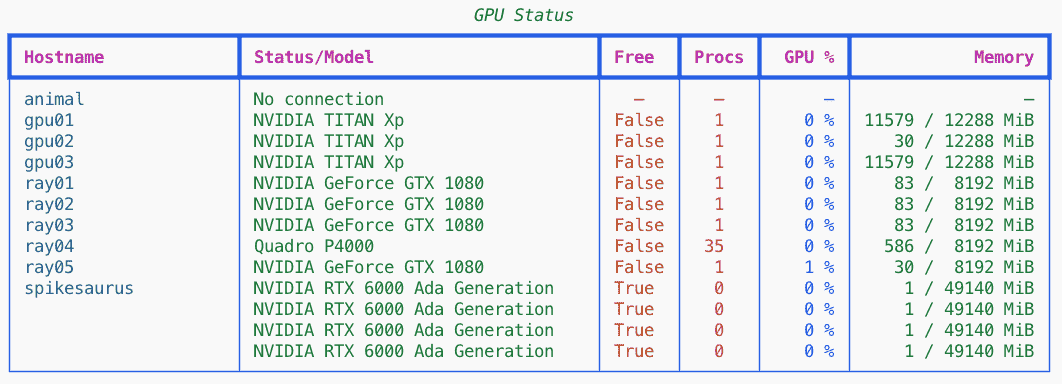 GPU Status
Hostname Status/Model Free Procs GPU % Memory
animal No connection – – – –
gpu01 NVIDIA TITAN Xp False 1 0 % 11579 / 12288 MiB
gpu02 NVIDIA TITAN Xp False 1 0 % 30 / 12288 MiB
gpu03 NVIDIA TITAN Xp False 1 0 % 11579 / 12288 MiB
ray01 NVIDIA GeForce GTX 1080 False 1 0 % 83 / 8192 MiB
ray02 NVIDIA GeForce GTX 1080 False 1 0 % 83 / 8192 MiB
ray03 NVIDIA GeForce GTX 1080 False 1 0 % 83 / 8192 MiB
ray04 Quadro P4000 False 35 0 % 586 / 8192 MiB
ray05 NVIDIA GeForce GTX 1080 False 1 1 % 30 / 8192 MiB
spikesaurus NVIDIA RTX 6000 Ada Generation True 0 0 % 1 / 49140 MiB
NVIDIA RTX 6000 Ada Generation True 0 0 % 1 / 49140 MiB
NVIDIA RTX 6000 Ada Generation True 0 0 % 1 / 49140 MiB
NVIDIA RTX 6000 Ada Generation True 0 0 % 1 / 49140 MiB